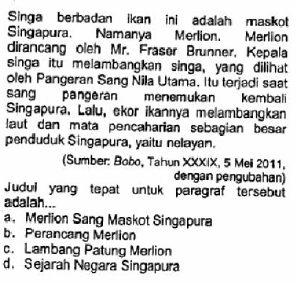 Singa berbadan ikan ini adalah maskot
Singapura. Namanya Merlion. Merlion
dirancang oleh Mr. Fraser Brunner. Kepala
singa itu melambangkan singa, yang dilihat
oleh Pangeran Sang Nila Utama. Itu terjadi saat
sang pangeran menemukan kembali
Singapura. Lalu, ekor ikannya melambangkan
laut dan mata pencaharian sebagian besar
penduduk Singapura, yaitu nelayan.
(Sumber: Bobo, Tahun XXXIX, 5 Mei 2011,
dengan pengubahan)
Judul yang tepat untuk paragraf tersebut
adalah...
a. Merlion Sang Maskot Singapura
b. Perancang Merlion
c. Lambang Patung Merlion
d. Sejarah Negara Singapura